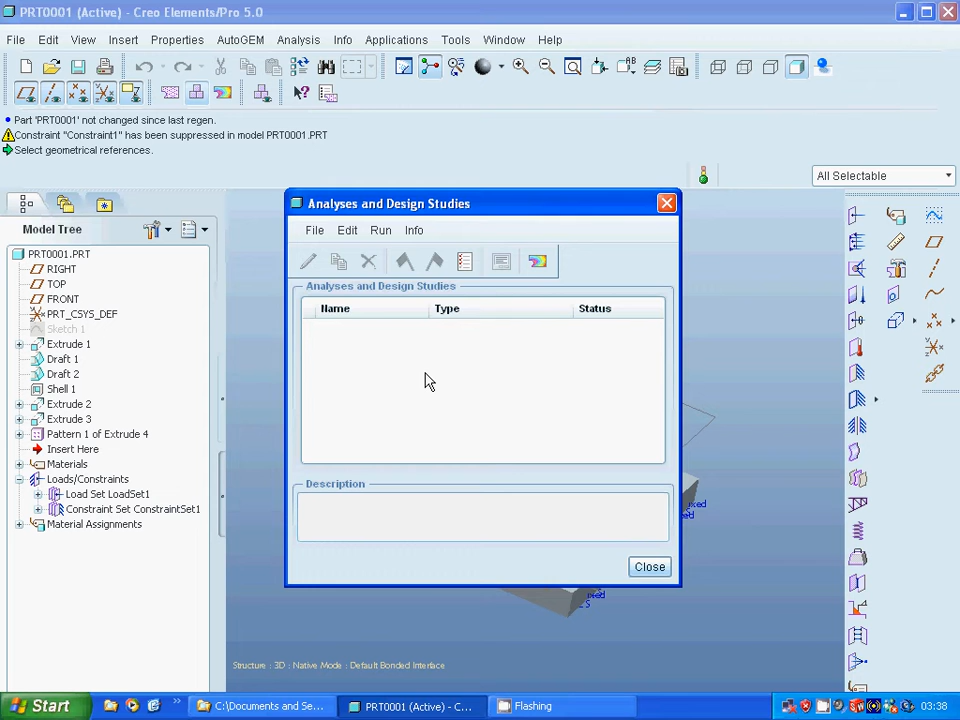 PRT0001 (Active) - Creo Elements/Pro 5.0
File Edit View Insert Properties AutoGEM Analysis Info Applications Tools Window Help
Part 'PRT0001' not changed since last regen.
Constraint "Constraint1" has been suppressed in model PRT0001.PRT
Select geometrical references.
All Selectable
Model Tree
PRT0001.PRT
RIGHT
TOP
FRONT
PRT_CSYS_DEF
Sketch 1
Extrude 1
Draft 1
Draft 2
Shell 1
Extrude 2
Extrude 3
Pattern 1 of Extrude 4
Insert Here
Materials
Loads/Constraints
Load Set LoadSet1
Constraint Set ConstraintSet1
Material Assignments
Analyses and Design Studies
File Edit Run Info
Analyses and Design Studies
Name Type Status
Description
Close
Structure : 3D : Native Mode : Default Bonded Interface
Start C:\Documents and Se... PRT0001 (Active) - C... Flashing 03:38